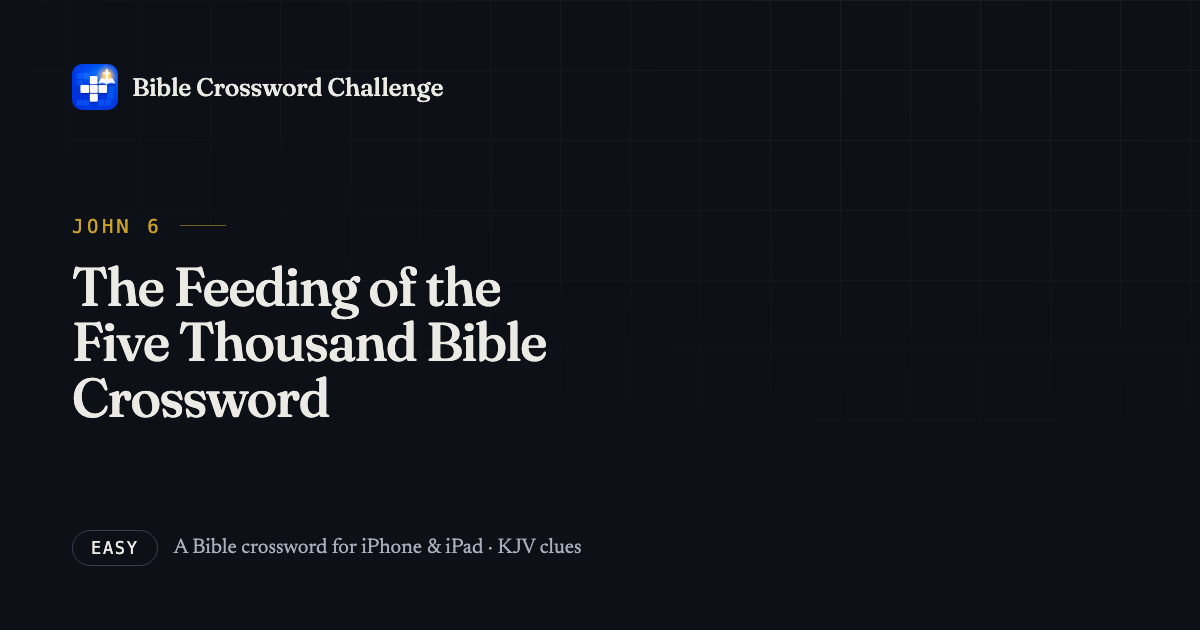 Bible Crossword Challenge
JOHN 6
The Feeding of the
Five Thousand Bible
Crossword
EASY
A Bible crossword for iPhone & iPad · KJV clues